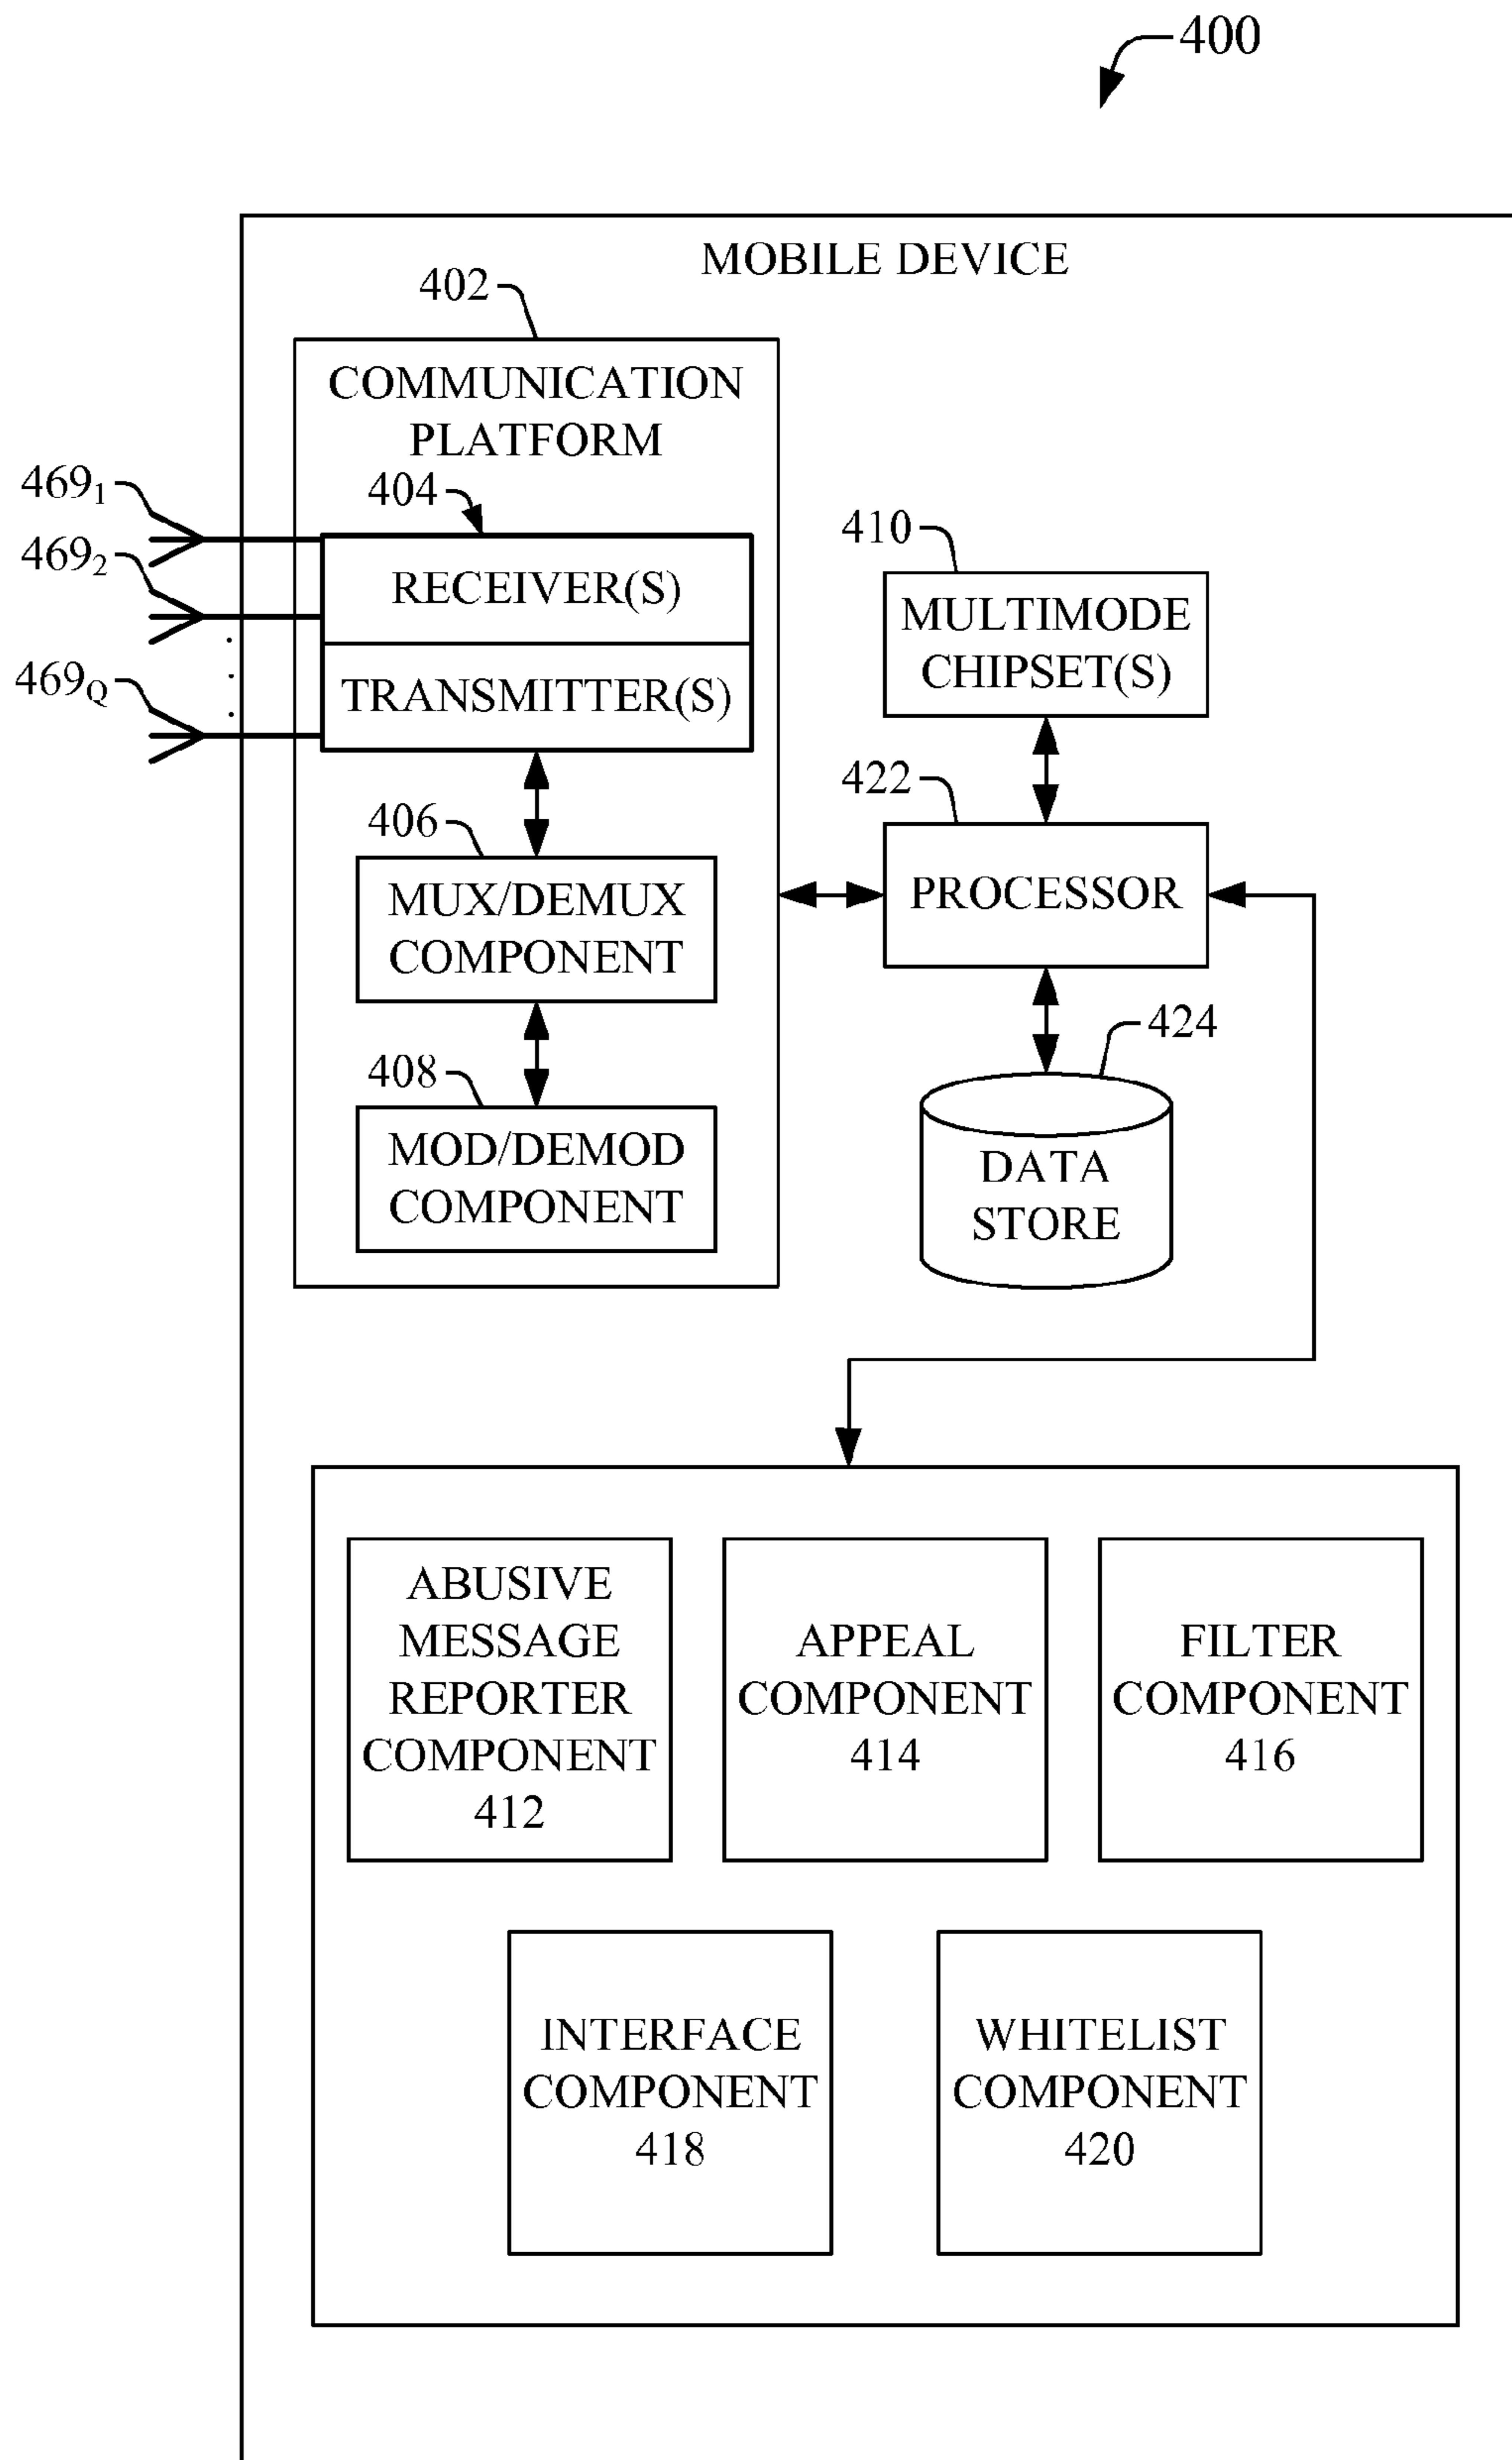 400
MOBILE DEVICE
402
COMMUNICATION
PLATFORM
404
469₁
469₂
469Q
RECEIVER(S)
TRANSMITTER(S)
406
MUX/DEMUX
COMPONENT
408
MOD/DEMOD
COMPONENT
410
MULTIMODE
CHIPSET(S)
422
PROCESSOR
424
DATA
STORE
ABUSIVE
MESSAGE
REPORTER
COMPONENT
412
APPEAL
COMPONENT
414
FILTER
COMPONENT
416
INTERFACE
COMPONENT
418
WHITELIST
COMPONENT
420